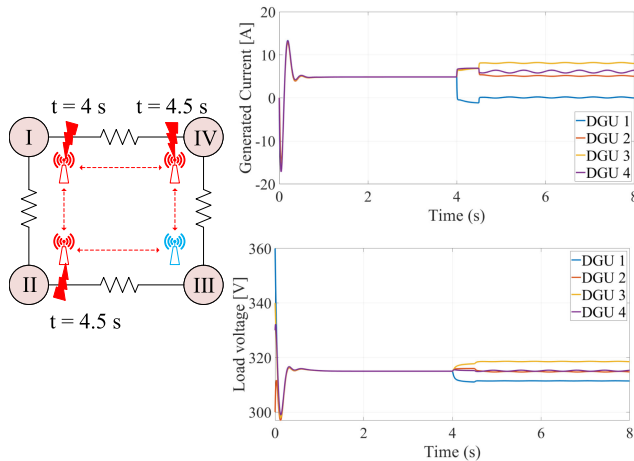 t = 4 s
t = 4.5 s
I
IV
II
III
t = 4.5 s
Generated Current [A]
20
10
0
-10
-20
0
2
4
6
8
Time (s)
DGU 1
DGU 2
DGU 3
DGU 4
Load voltage [V]
360
340
320
300
0
2
4
6
8
Time (s)
DGU 1
DGU 2
DGU 3
DGU 4